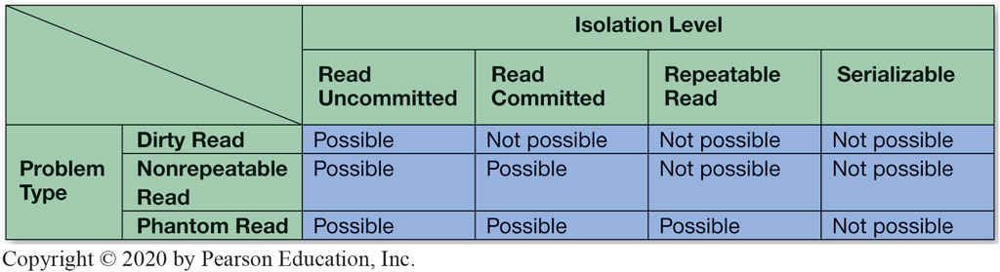 Isolation Level
Read Uncommitted
Read Committed
Repeatable Read
Serializable
Problem Type
Dirty Read
Possible
Not possible
Not possible
Not possible
Nonrepeatable Read
Possible
Possible
Not possible
Not possible
Phantom Read
Possible
Possible
Possible
Not possible
Copyright © 2020 by Pearson Education, Inc.